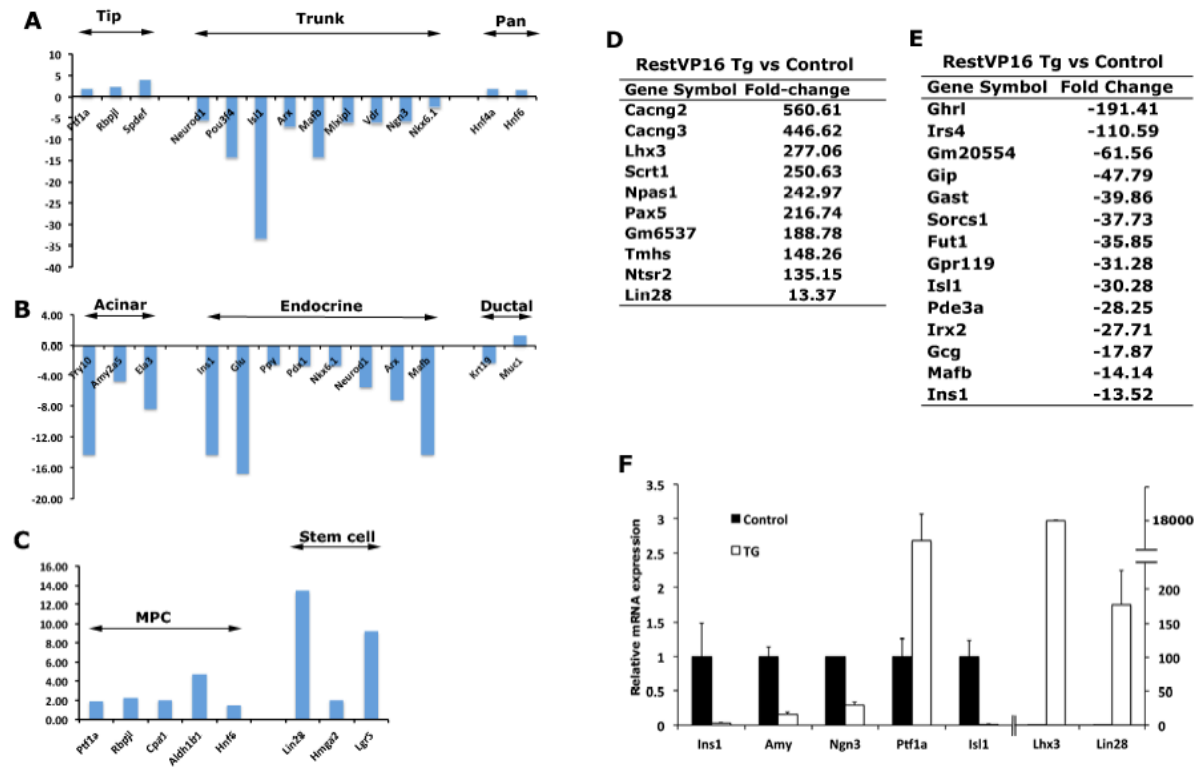 A
Tip
Trunk
Pan
10
5
0
-5
-10
-15
-20
-25
-30
-35
-40
Ptf1a
Rbpjl
Spdef
Neurod1
Pou3f4
Isl1
Arx
Mafb
Mlxipl
Vdr
Ngn3
Nkx6.1
Hnf4a
Hnf6
B
Acinar
Endocrine
Ductal
4.00
0.00
-4.00
-8.00
-12.00
-16.00
-20.00
Try10
Amy2a5
Ela3
Ins1
Glu
Ppy
Pdx1
Nkx6.1
Neurod1
Arx
Mafb
Krt19
Muc1
C
Stem cell
MPC
16.00
14.00
12.00
10.00
8.00
6.00
4.00
2.00
0.00
Ptf1a
Rbpjl
Cpa1
Aldh1b1
Hnf6
Lin28
Hmga2
Lgr5
D
RestVP16 Tg vs Control
Gene Symbol Fold-change
Cacng2 560.61
Cacng3 446.62
Lhx3 277.06
Scrt1 250.63
Npas1 242.97
Pax5 216.74
Gm6537 188.78
Tmhs 148.26
Ntsr2 135.15
Lin28 13.37
E
RestVP16 Tg vs Control
Gene Symbol Fold Change
Ghrl -191.41
Irs4 -110.59
Gm20554 -61.56
Gip -47.79
Gast -39.86
Sorcs1 -37.73
Fut1 -35.85
Gpr119 -31.28
Isl1 -30.28
Pde3a -28.25
Irx2 -27.71
Gcg -17.87
Mafb -14.14
Ins1 -13.52
F
Relative mRNA expression
3.5
3
2.5
2
1.5
1
0.5
0
Control
TG
18000
200
150
100
50
0
Ins1
Amy
Ngn3
Ptf1a
Isl1
Lhx3
Lin28